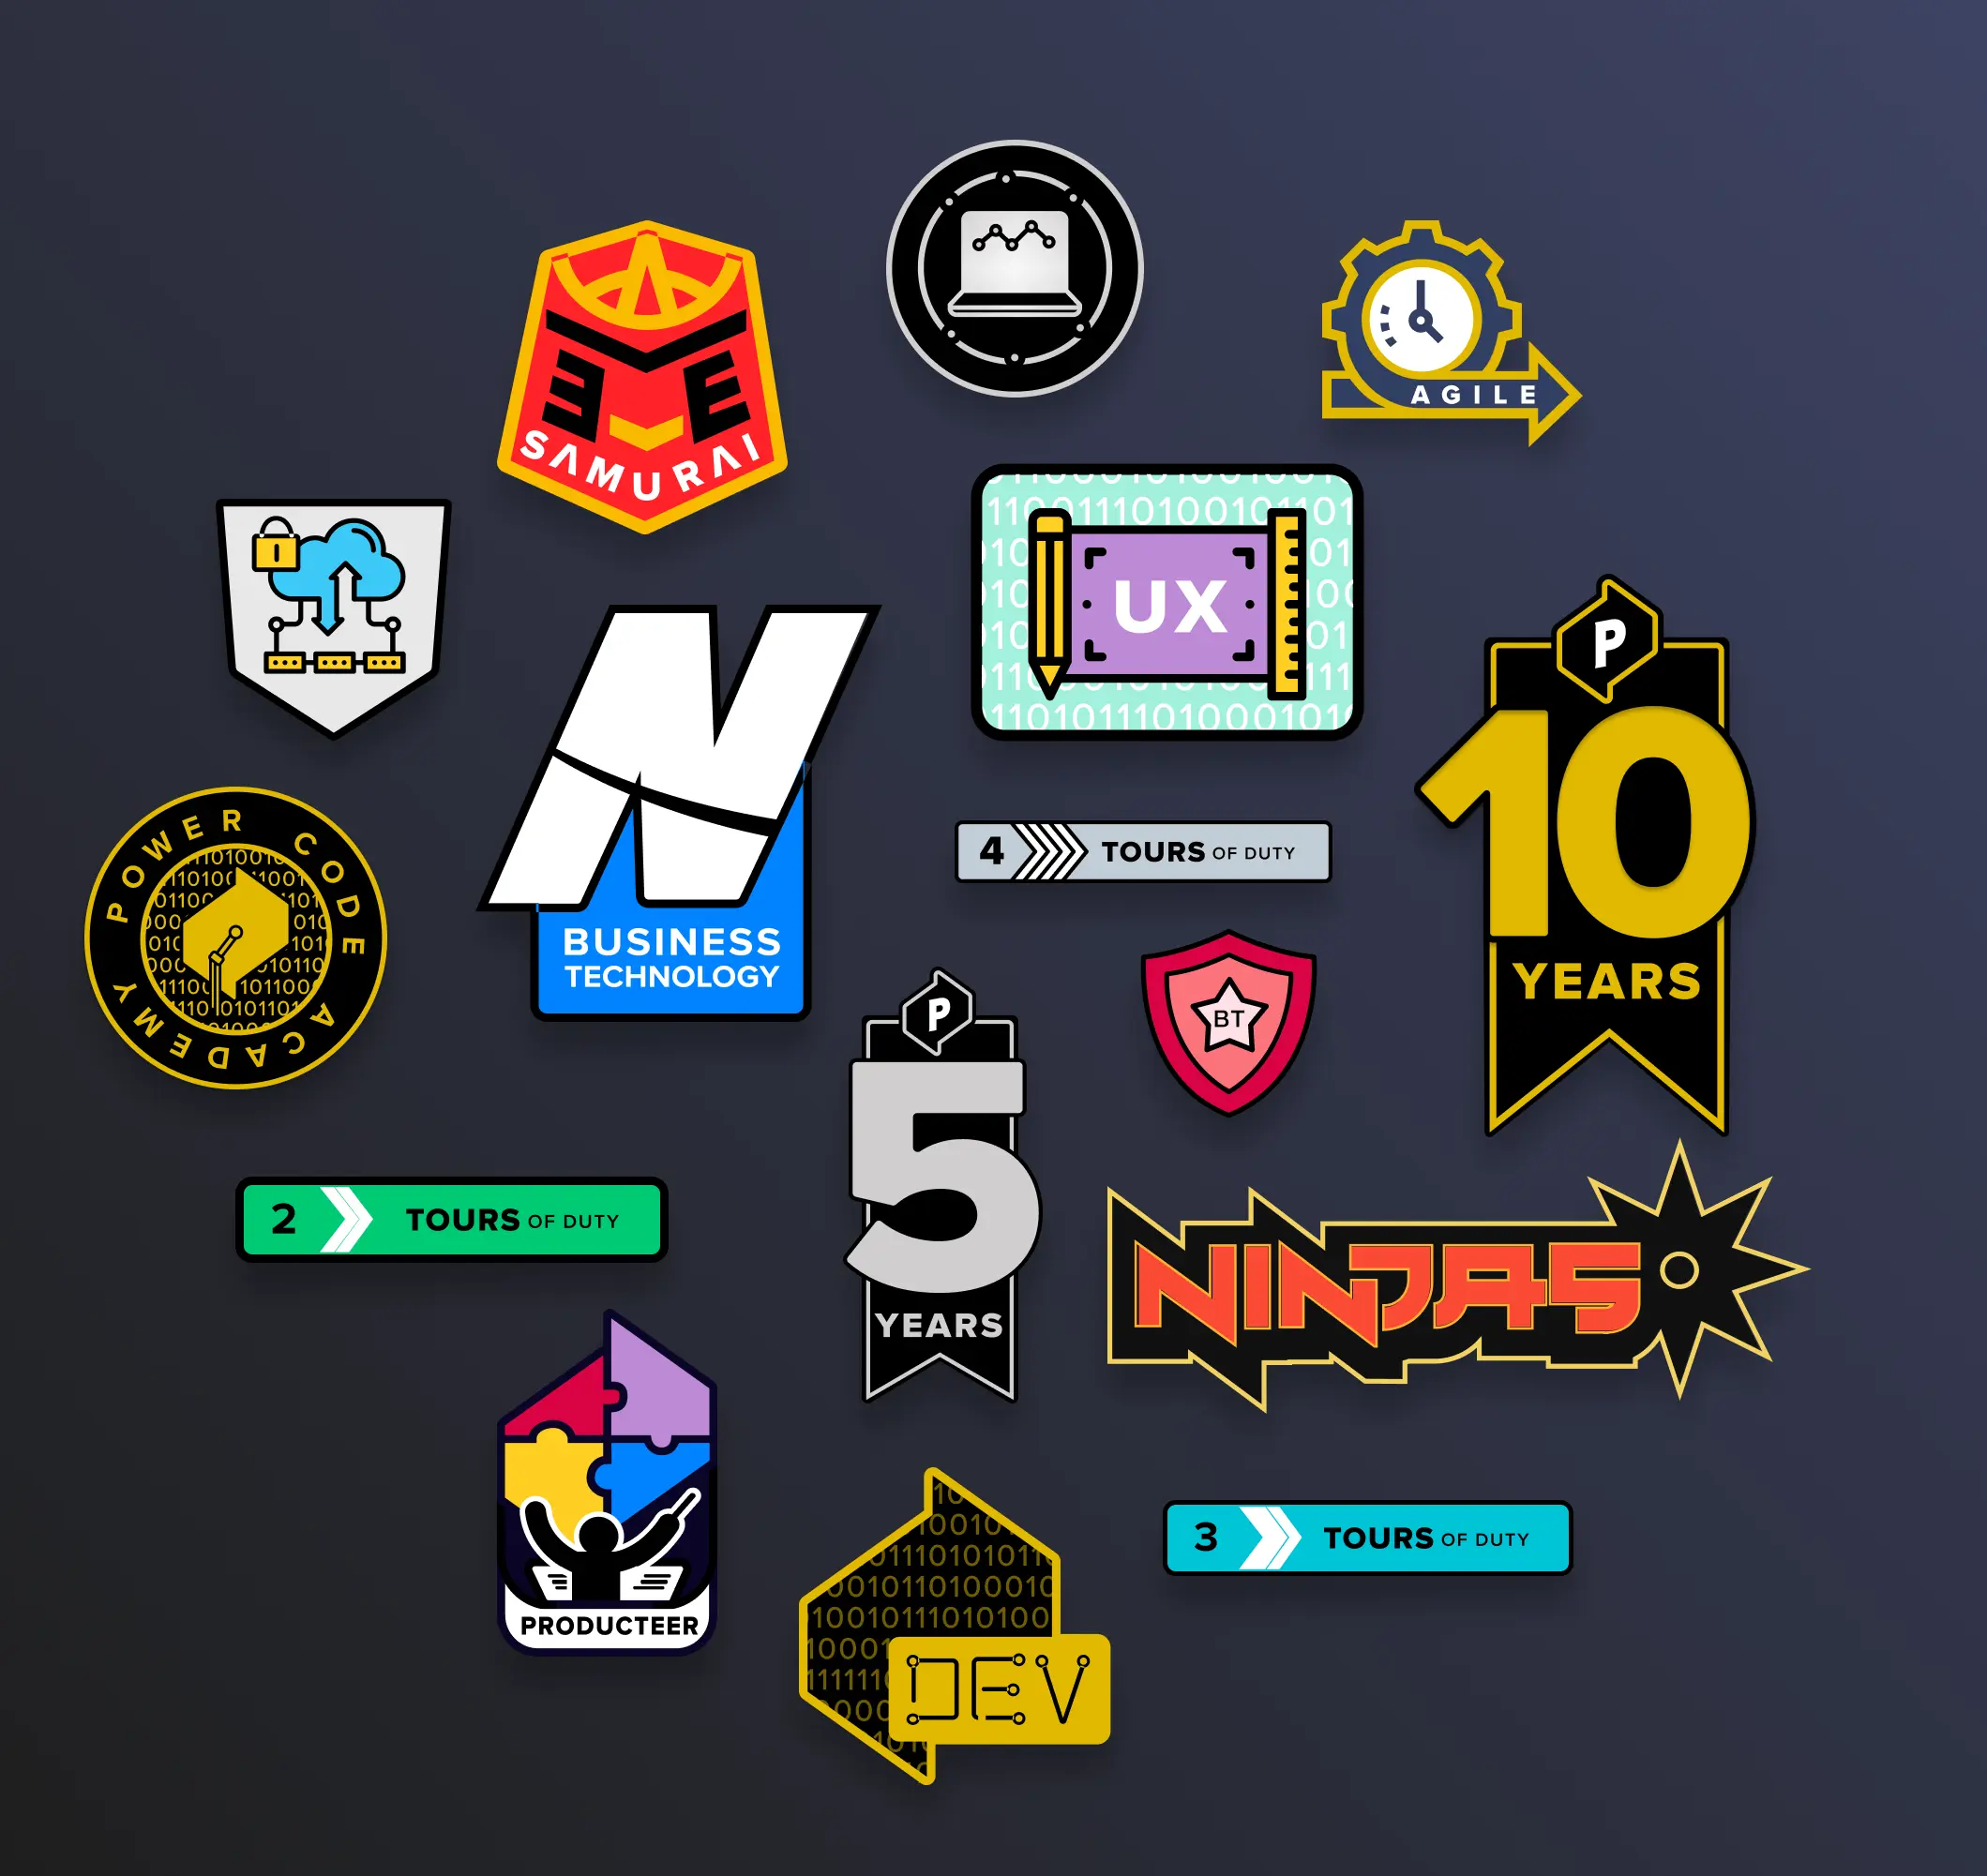 SAMURAI
AGILE
UX
P
10
YEARS
POWER CODE ACADEMY
N
BUSINESS
TECHNOLOGY
4 TOURS OF DUTY
BT
P
5
YEARS
2 TOURS OF DUTY
NINJAS
PRODUCTEER
3 TOURS OF DUTY
DEV